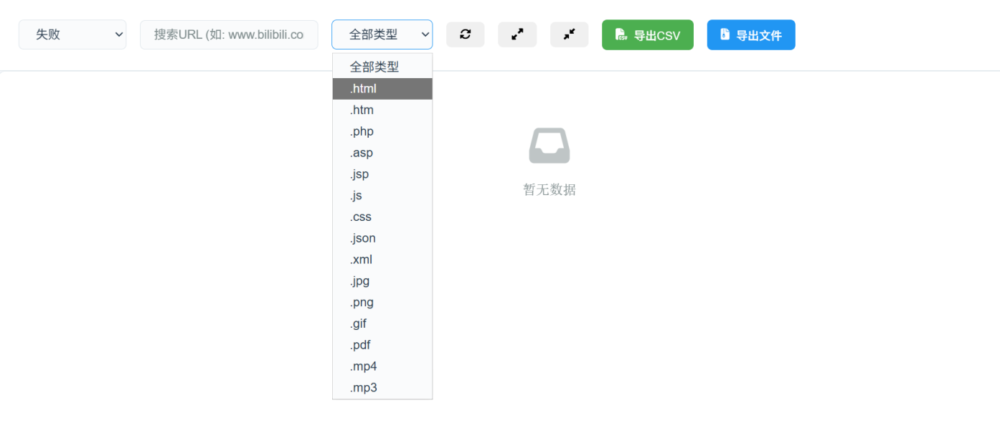 失败
搜索URL (如: www.bilibili.co
全部类型
导出CSV
导出文件
全部类型
.html
.htm
.php
.asp
.jsp
.js
.css
.json
.xml
.jpg
.png
.gif
.pdf
.mp4
.mp3
暂无数据